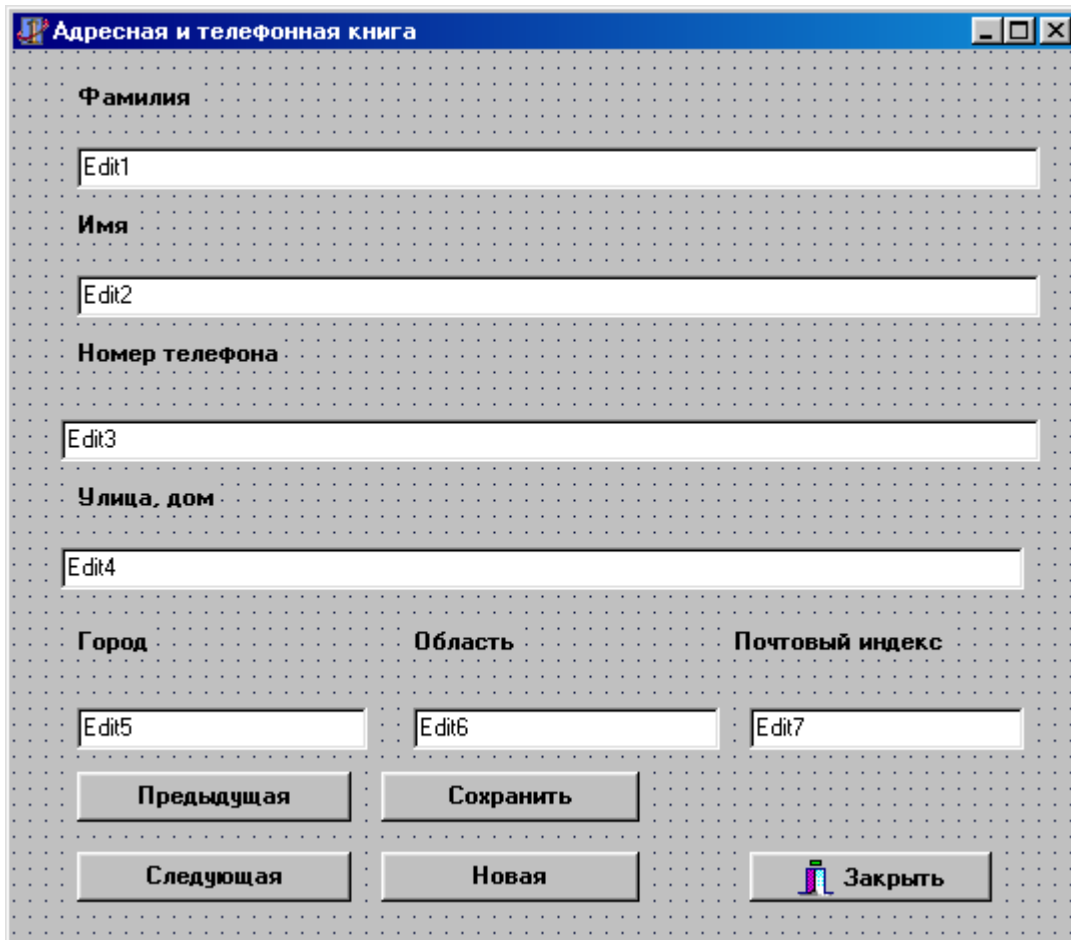 Адресная и телефонная книга
Фамилия
Edit1
Имя
Edit2
Номер телефона
Edit3
Улица, дом
Edit4
Город Область Почтовый индекс
Edit5 Edit6 Edit7
Предыдущая Сохранить
Следующая Новая Закрыть